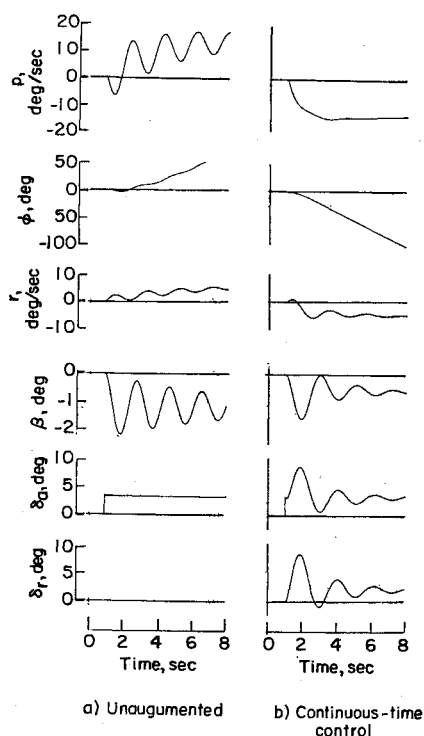 20
10
0
-10
-20
p, deg/sec
50
0
50
-100
ϕ, deg
10
0
-10
r, deg/sec
0
-1
-2
β, deg
10
5
0
δa, deg
10
5
0
δr, deg
0 2 4 6 8
Time, sec
0 2 4 6 8
Time, sec
a) Unaugumented
b) Continuous-time
control